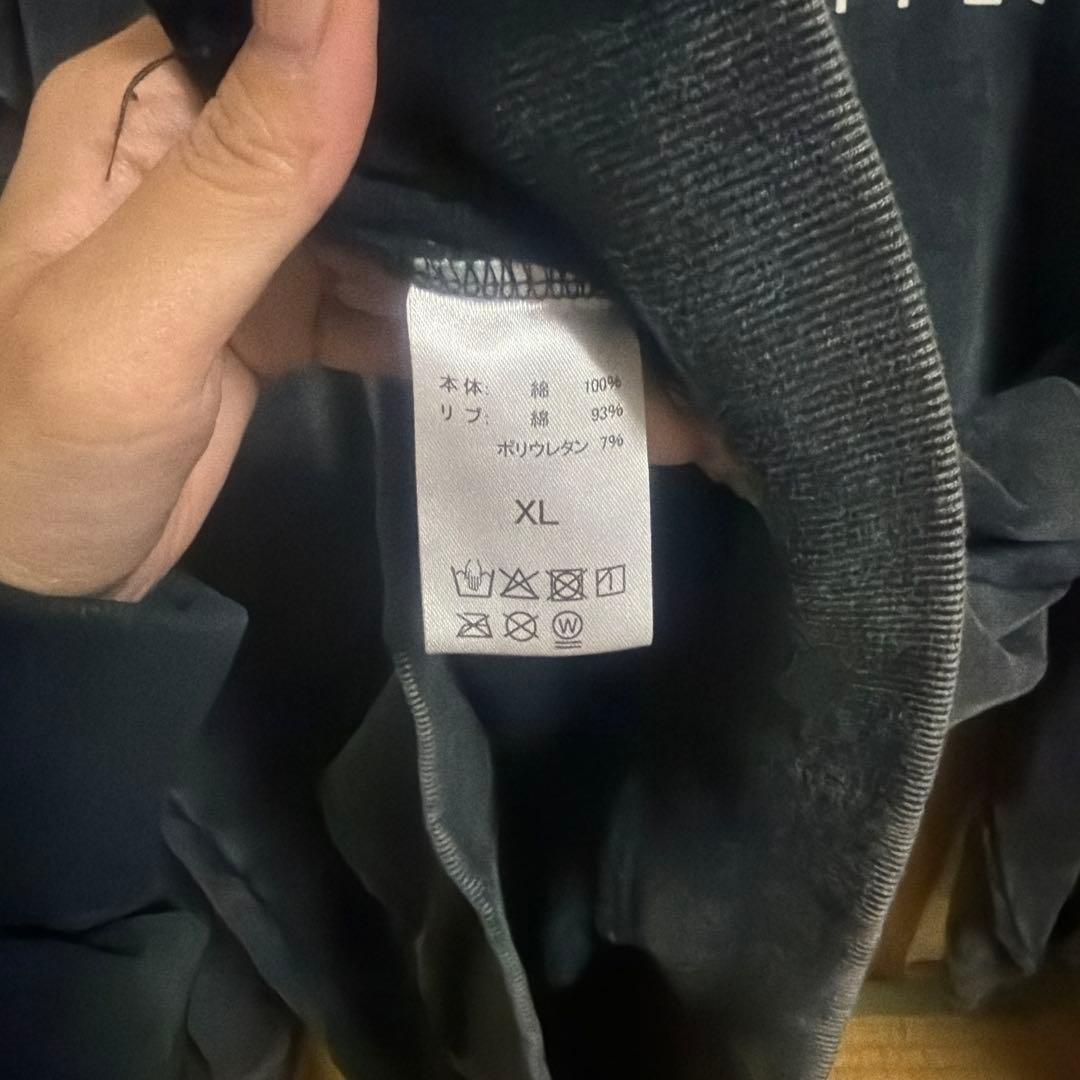 本体: 綿 100%
リブ: 綿 93%
ポリウレタン 7%
XL
W